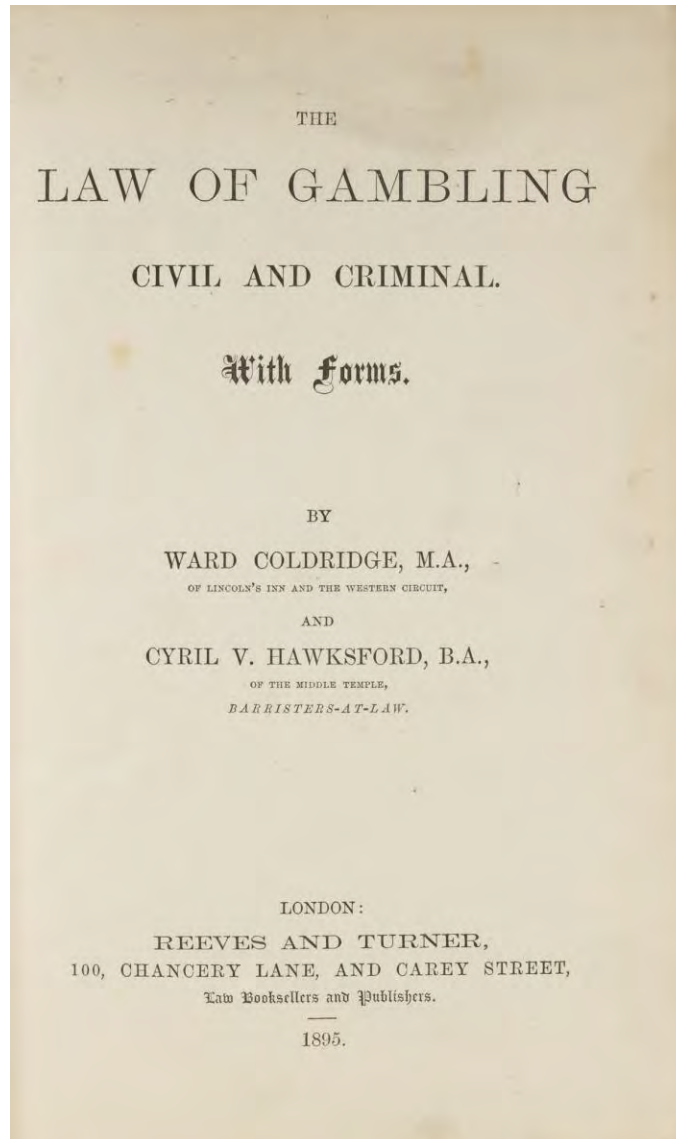 THE
LAW OF GAMBLING
CIVIL AND CRIMINAL.
With Forms.
BY
WARD COLDRIDGE, M.A.,
OF LINCOLN'S INN AND THE WESTERN CIRCUIT,
AND
CYRIL V. HAWKSFORD, B.A.,
OF THE MIDDLE TEMPLE,
BARRISTERS-AT-LAW.
LONDON:
REEVES AND TURNER,
100, CHANCERY LANE, AND CAREY STREET,
Law Booksellers and Publishers.
1895.